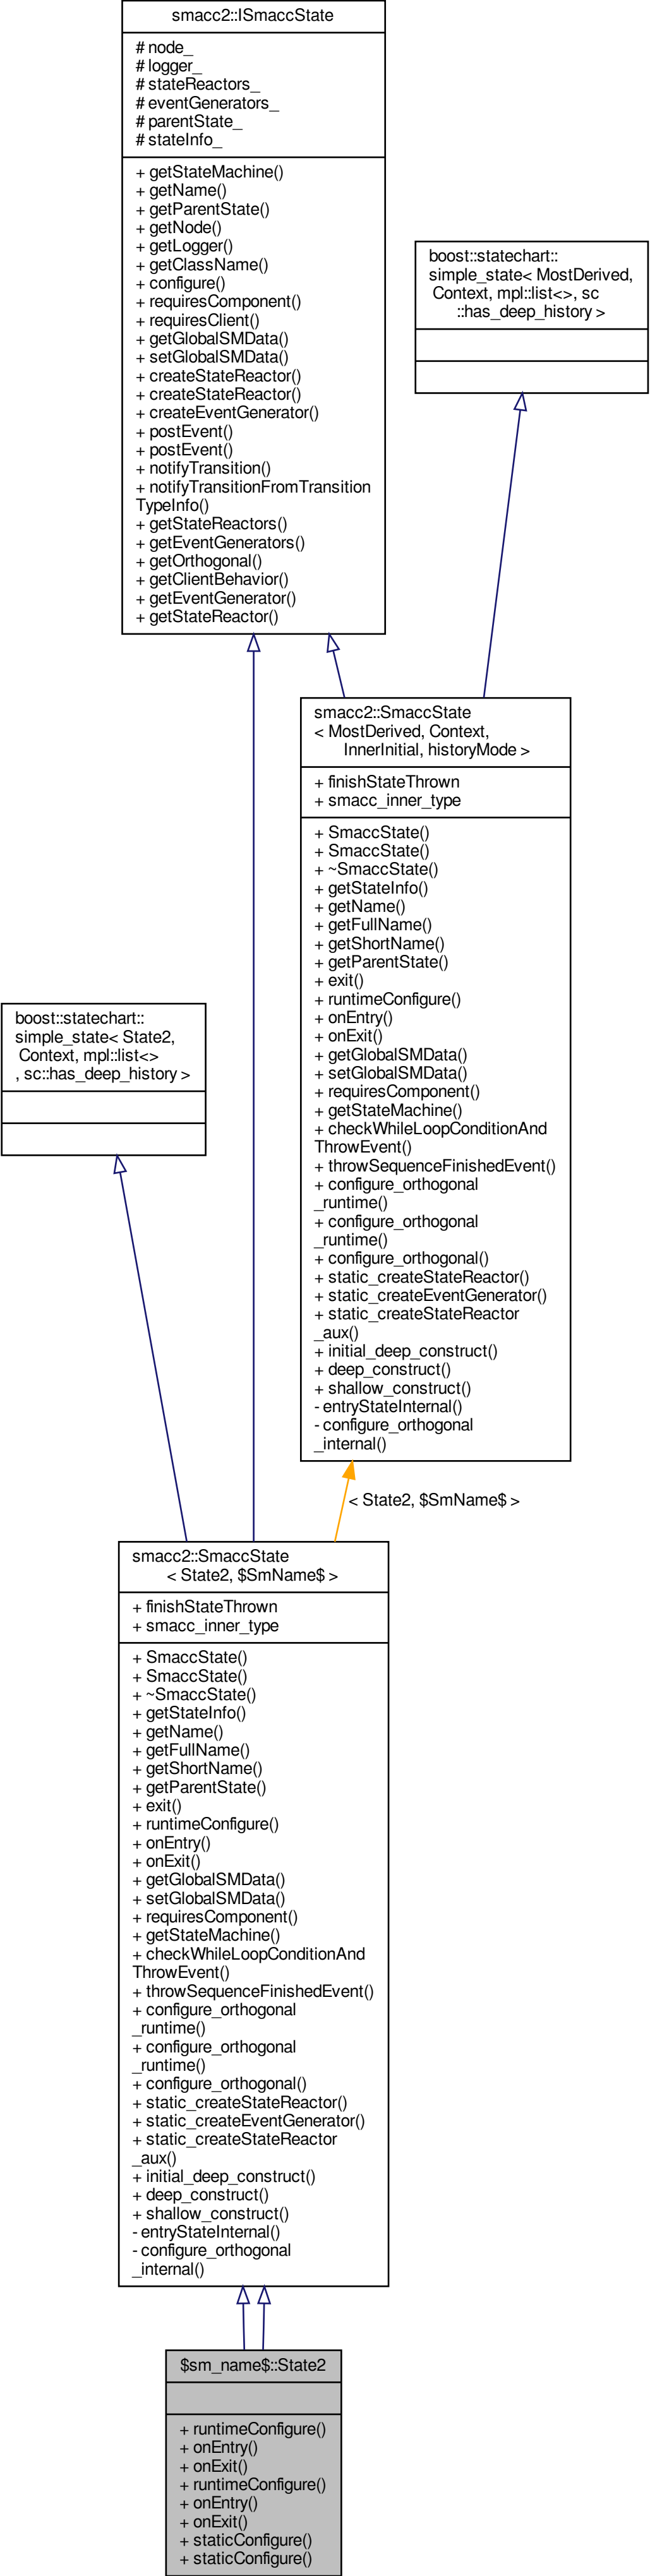 smacc2::ISmaccState
# node_
# logger_
# stateReactors_
# eventGenerators_
# parentState_
# stateInfo_
+ getStateMachine()
+ getName()
+ getParentState()
+ getNode()
+ getLogger()
+ getClassName()
+ configure()
+ requiresComponent()
+ requiresClient()
+ getGlobalSMData()
+ setGlobalSMData()
+ createStateReactor()
+ createStateReactor()
+ createEventGenerator()
+ postEvent()
+ postEvent()
+ notifyTransition()
+ notifyTransitionFromTransition
TypeInfo()
+ getStateReactors()
+ getEventGenerators()
+ getOrthogonal()
+ getClientBehavior()
+ getEventGenerator()
+ getStateReactor()
boost::statechart::
simple_state< MostDerived,
Context, mpl::list<>, sc
::has_deep_history >
smacc2::SmaccState
< MostDerived, Context,
InnerInitial, historyMode >
+ finishStateThrown
+ smacc_inner_type
+ SmaccState()
+ SmaccState()
+ ~SmaccState()
+ getStateInfo()
+ getName()
+ getFullName()
+ getShortName()
+ getParentState()
+ exit()
+ runtimeConfigure()
+ onEntry()
+ onExit()
+ getGlobalSMData()
+ setGlobalSMData()
+ requiresComponent()
+ getStateMachine()
+ checkWhileLoopConditionAnd
ThrowEvent()
+ throwSequenceFinishedEvent()
+ configure_orthogonal
_runtime()
+ configure_orthogonal
_runtime()
+ configure_orthogonal()
+ static_createStateReactor()
+ static_createEventGenerator()
+ static_createStateReactor
_aux()
+ initial_deep_construct()
+ deep_construct()
+ shallow_construct()
- entryStateInternal()
- configure_orthogonal
_internal()
boost::statechart::
simple_state< State2,
Context, mpl::list<>
, sc::has_deep_history >
< State2, $SmName$ >
smacc2::SmaccState
< State2, $SmName$ >
+ finishStateThrown
+ smacc_inner_type
+ SmaccState()
+ SmaccState()
+ ~SmaccState()
+ getStateInfo()
+ getName()
+ getFullName()
+ getShortName()
+ getParentState()
+ exit()
+ runtimeConfigure()
+ onEntry()
+ onExit()
+ getGlobalSMData()
+ setGlobalSMData()
+ requiresComponent()
+ getStateMachine()
+ checkWhileLoopConditionAnd
ThrowEvent()
+ throwSequenceFinishedEvent()
+ configure_orthogonal
_runtime()
+ configure_orthogonal
_runtime()
+ configure_orthogonal()
+ static_createStateReactor()
+ static_createEventGenerator()
+ static_createStateReactor
_aux()
+ initial_deep_construct()
+ deep_construct()
+ shallow_construct()
- entryStateInternal()
- configure_orthogonal
_internal()
$sm_name$::State2
+ runtimeConfigure()
+ onEntry()
+ onExit()
+ runtimeConfigure()
+ onEntry()
+ onExit()
+ staticConfigure()
+ staticConfigure()